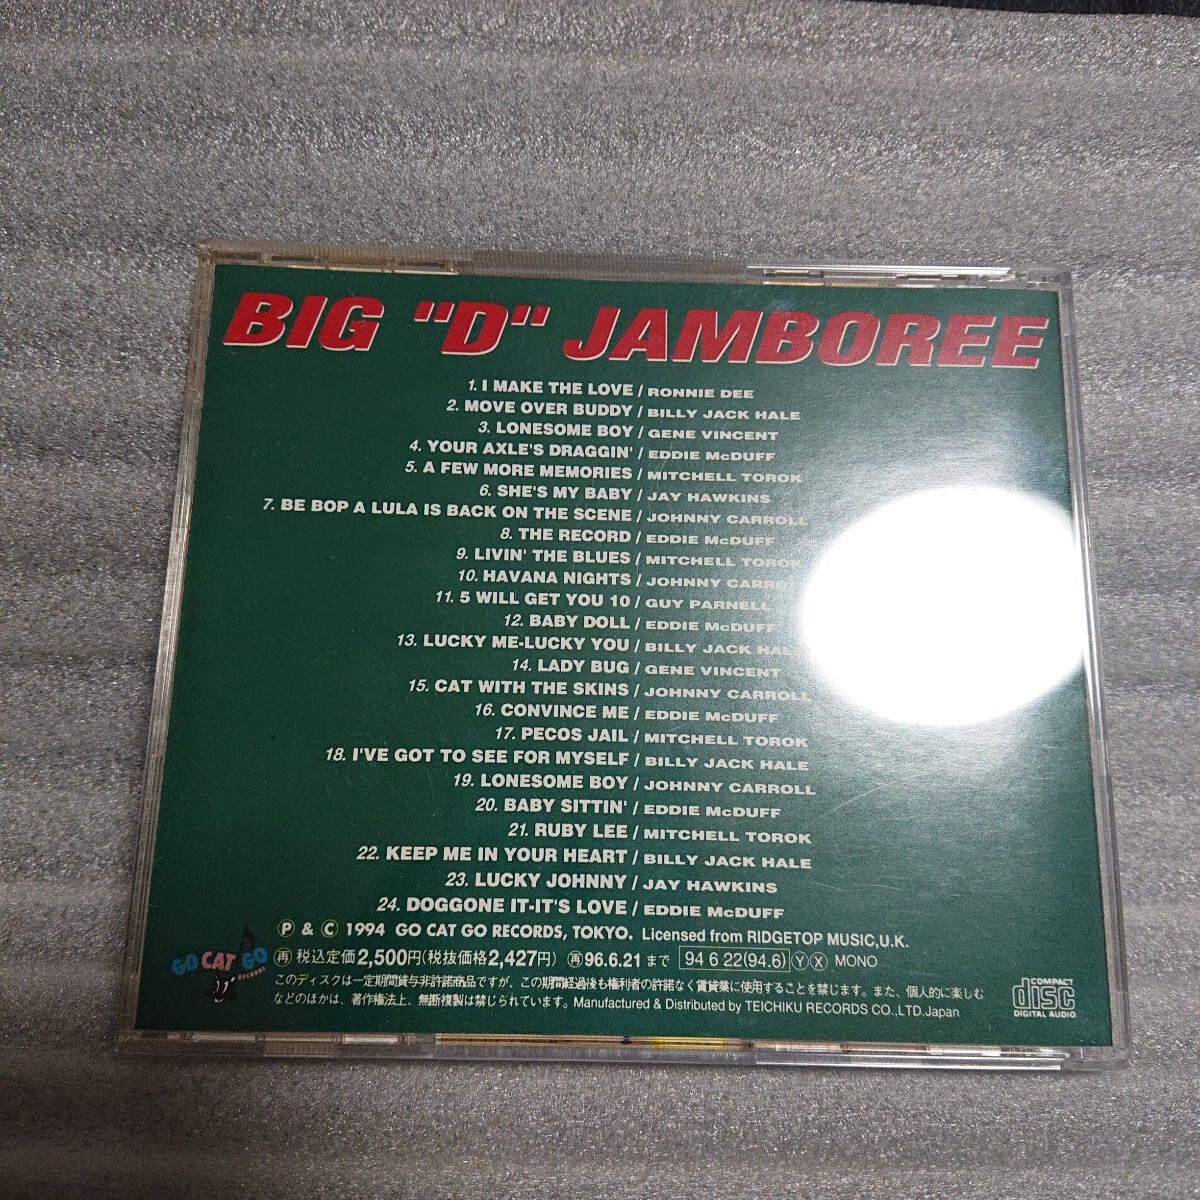 BIG "D" JAMBOREE
1. I MAKE THE LOVE / RONNIE DEE
2. MOVE OVER BUDDY / BILLY JACK HALE
3. LONESOME BOY / GENE VINCENT
4. YOUR AXLE'S DRAGGIN' / EDDIE McDUFF
5. A FEW MORE MEMORIES / MITCHELL TOROK
6. SHE'S MY BABY / JAY HAWKINS
7. BE BOP A LULA IS BACK ON THE SCENE / JOHNNY CARROLL
8. THE RECORD / EDDIE McDUFF
9. LIVIN' THE BLUES / MITCHELL TOROK
10. HAVANA NIGHTS / JOHNNY CARROLL
11. 5 WILL GET YOU 10 / GUY PARNELL
12. BABY DOLL / EDDIE McDUFF
13. LUCKY ME-LUCKY YOU / BILLY JACK HALE
14. LADY BUG / GENE VINCENT
15. CAT WITH THE SKINS / JOHNNY CARROLL
16. CONVINCE ME / EDDIE McDUFF
17. PECOS JAIL / MITCHELL TOROK
18. I'VE GOT TO SEE FOR MYSELF / BILLY JACK HALE
19. LONESOME BOY / JOHNNY CARROLL
20. BABY SITTIN' / EDDIE McDUFF
21. RUBY LEE / MITCHELL TOROK
22. KEEP ME IN YOUR HEART / BILLY JACK HALE
23. LUCKY JOHNNY / JAY HAWKINS
24. DOGGONE IT-IT'S LOVE / EDDIE McDUFF
Ⓟ & © 1994 GO CAT GO RECORDS, TOKYO. Licensed from RIDGETOP MUSIC,U.K.
GO CAT GO RECORDS
㊢税込定価2,500円(税抜価格2,427円) ㊢96.6.21まで 94 6 22(94.6) Ⓨ Ⓧ MONO
このディスクは一定期間貸与非許諾商品ですが、この期間経過後も権利者の許諾なく賃貸業に使用することを禁じます。また、個人的に楽しむ
などのほかは、著作権法上、無断複製は禁じられています。Manufactured & Distributed by TEICHIKU RECORDS CO.,LTD.Japan
COMPACT disc DIGITAL AUDIO